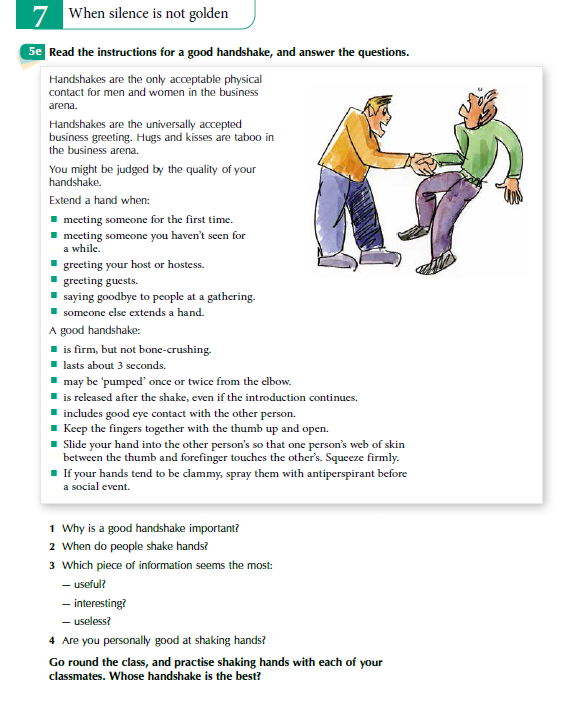 7 When silence is not golden
5e Read the instructions for a good handshake, and answer the questions.
Handshakes are the only acceptable physical
contact for men and women in the business
arena.
Handshakes are the universally accepted
business greeting. Hugs and kisses are taboo in
the business arena.
You might be judged by the quality of your
handshake.
Extend a hand when:
■ meeting someone for the first time.
■ meeting someone you haven't seen for
a while.
■ greeting your host or hostess.
■ greeting guests.
■ saying goodbye to people at a gathering.
■ someone else extends a hand.
A good handshake:
■ is firm, but not bone-crushing.
■ lasts about 3 seconds.
■ may be 'pumped' once or twice from the elbow.
■ is released after the shake, even if the introduction continues.
■ includes good eye contact with the other person.
■ Keep the fingers together with the thumb up and open.
■ Slide your hand into the other person's so that one person's web of skin
between the thumb and forefinger touches the other's. Squeeze firmly.
■ If your hands tend to be clammy, spray them with antiperspirant before
a social event.
1 Why is a good handshake important?
2 When do people shake hands?
3 Which piece of information seems the most:
— useful?
— interesting?
— useless?
4 Are you personally good at shaking hands?
Go round the class, and practise shaking hands with each of your
classmates. Whose handshake is the best?